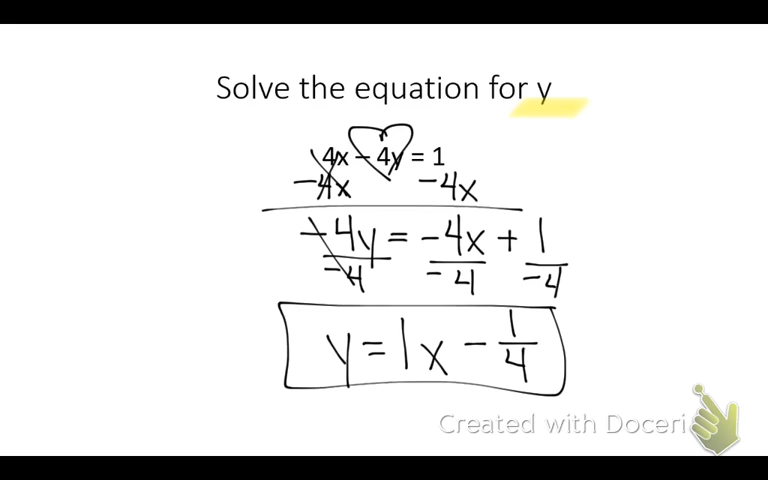 Solve the equation for y
4x - 4y = 1
-4x -4x
-4y = -4x + 1
-4 -4 -4
y = 1x - 1/4
Created with Doceri